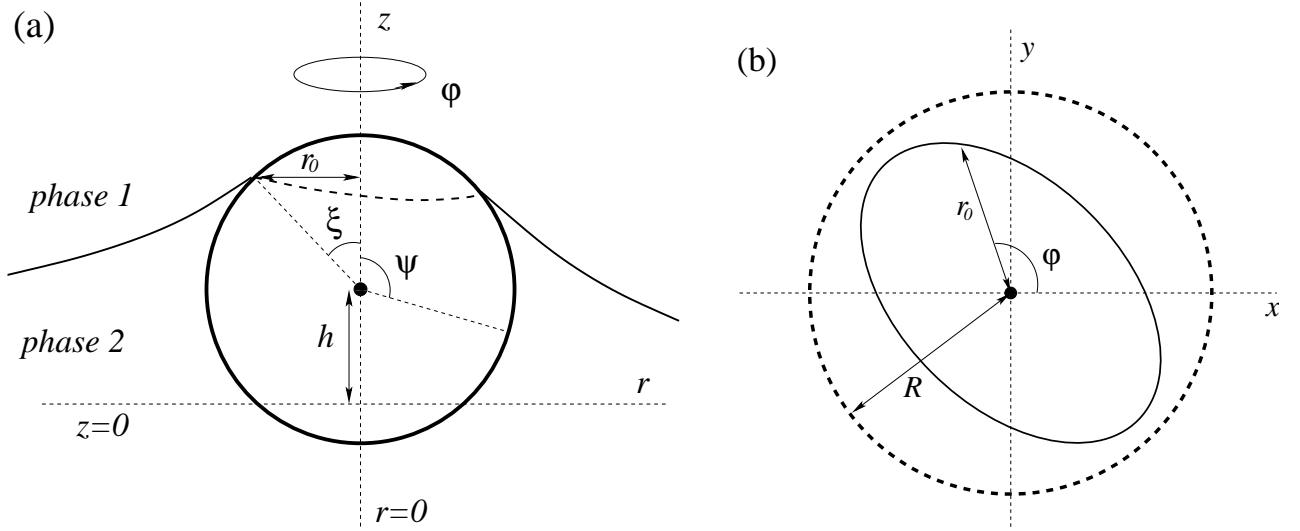 (a)
z
φ
r₀
phase 1
ξ
ψ
phase 2
h
r
z=0
r=0
(b)
y
r₀
φ
x
R